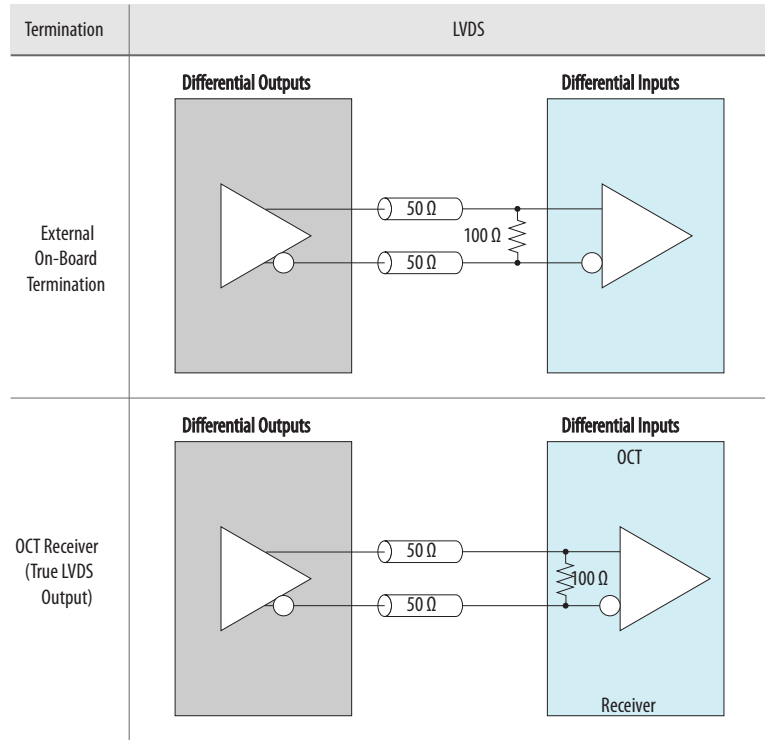 Termination
LVDS
Differential Outputs
Differential Inputs
External
On-Board
Termination
50 Ω
100 Ω
50 Ω
Differential Outputs
Differential Inputs
OCT
OCT Receiver
(True LVDS
Output)
50 Ω
100 Ω
50 Ω
Receiver